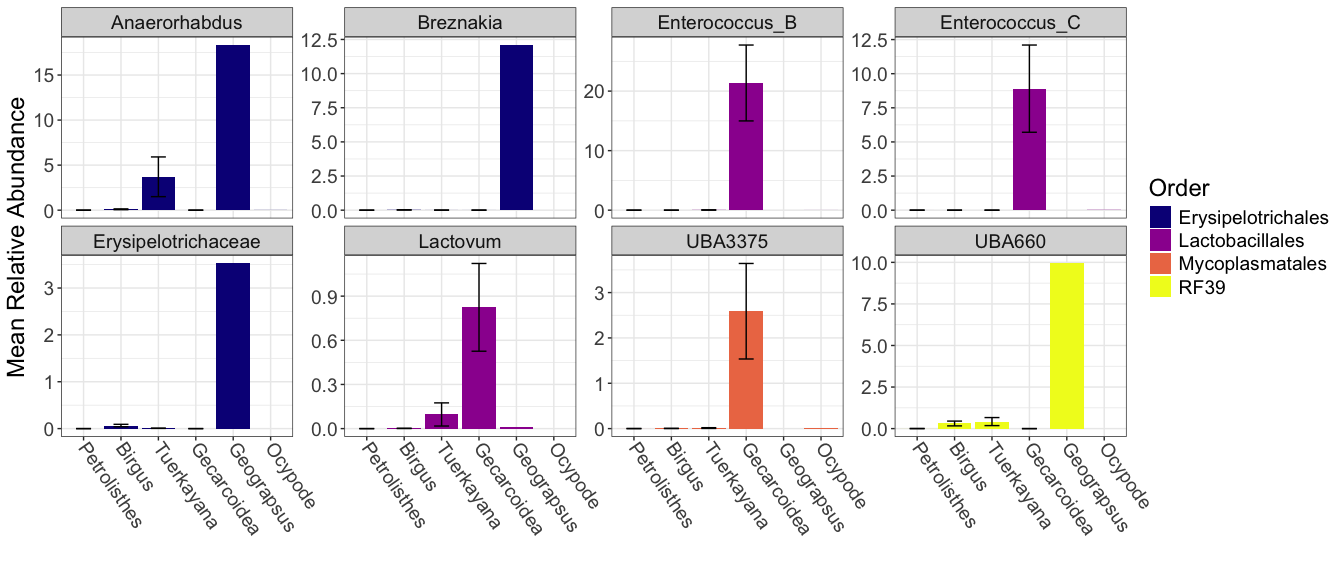 Anaerorhabdus
Breznakia
Enterococcus_B
Enterococcus_C
15
10
5
0
12.5
10.0
7.5
5.0
2.5
0.0
20
10
0
12.5
10.0
7.5
5.0
2.5
0.0
Mean Relative Abundance
Erysipelotrichaceae
Lactovum
UBA3375
UBA660
3
2
1
0
0.9
0.6
0.3
0.0
3
2
1
0
10.0
7.5
5.0
2.5
0.0
Petrolisthes
Birgus
Tuerkayana
Gecarcoidea
Geograpsus
Ocypode
Petrolisthes
Birgus
Tuerkayana
Gecarcoidea
Geograpsus
Ocypode
Petrolisthes
Birgus
Tuerkayana
Gecarcoidea
Geograpsus
Ocypode
Petrolisthes
Birgus
Tuerkayana
Gecarcoidea
Geograpsus
Ocypode
Order
Erysipelotrichales
Lactobacillales
Mycoplasmatales
RF39